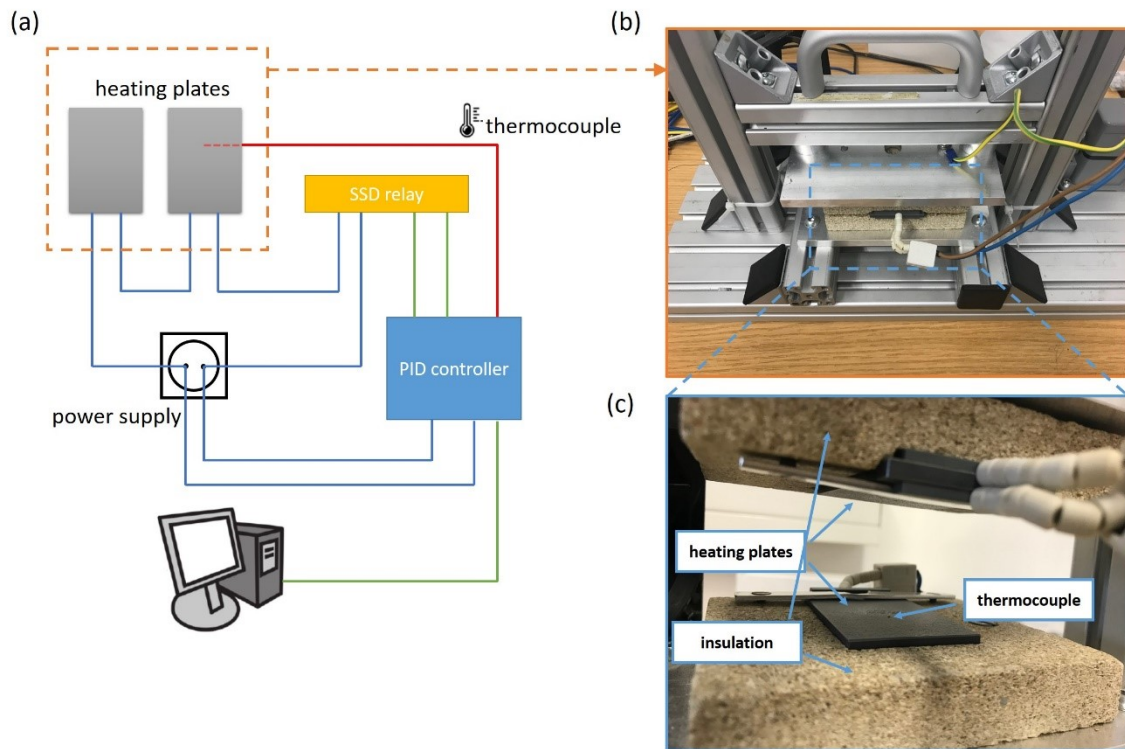 (a)
heating plates
thermocouple
SSD relay
PID controller
power supply
(b)
(c)
heating plates
thermocouple
insulation